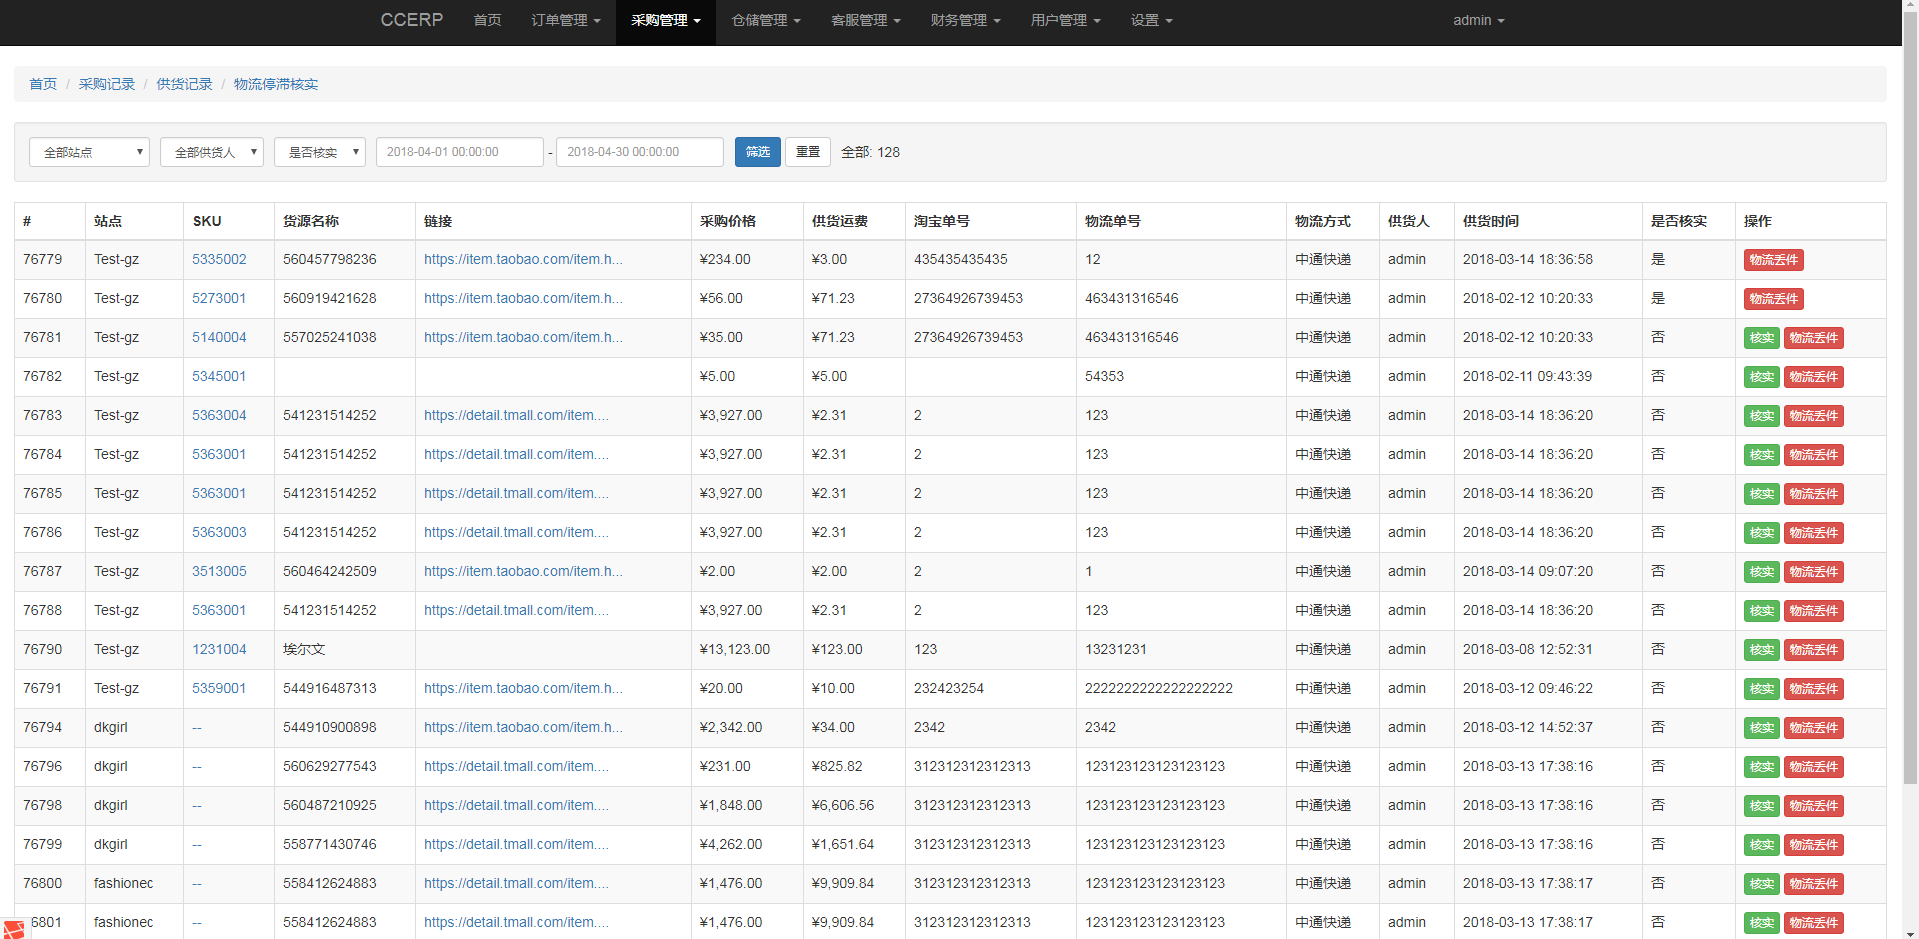 CCERP 首页 订单管理 采购管理 仓储管理 客服管理 财务管理 用户管理 设置 admin
首页 / 采购记录 / 供货记录 / 物流停滞核实
全部站点 全部供货人 是否核实 2018-04-01 00:00:00 - 2018-04-30 00:00:00 筛选 重置 全部: 128
# 站点 SKU 货源名称 链接 采购价格 供货运费 淘宝单号 物流单号 物流方式 供货人 供货时间 是否核实 操作
76779 Test-gz 5335002 560457798236 https://item.taobao.com/item.h... ¥234.00 ¥3.00 435435435435 12 中通快递 admin 2018-03-14 18:36:58 是 物流丢件
76780 Test-gz 5273001 560919421628 https://item.taobao.com/item.h... ¥56.00 ¥71.23 27364926739453 463431316546 中通快递 admin 2018-02-12 10:20:33 是 物流丢件
76781 Test-gz 5140004 557025241038 https://item.taobao.com/item.h... ¥35.00 ¥71.23 27364926739453 463431316546 中通快递 admin 2018-02-12 10:20:33 否 核实 物流丢件
76782 Test-gz 5345001 ¥5.00 ¥5.00 54353 中通快递 admin 2018-02-11 09:43:39 否 核实 物流丢件
76783 Test-gz 5363004 541231514252 https://detail.tmall.com/item.... ¥3,927.00 ¥2.31 2 123 中通快递 admin 2018-03-14 18:36:20 否 核实 物流丢件
76784 Test-gz 5363001 541231514252 https://detail.tmall.com/item.... ¥3,927.00 ¥2.31 2 123 中通快递 admin 2018-03-14 18:36:20 否 核实 物流丢件
76785 Test-gz 5363001 541231514252 https://detail.tmall.com/item.... ¥3,927.00 ¥2.31 2 123 中通快递 admin 2018-03-14 18:36:20 否 核实 物流丢件
76786 Test-gz 5363003 541231514252 https://detail.tmall.com/item.... ¥3,927.00 ¥2.31 2 123 中通快递 admin 2018-03-14 18:36:20 否 核实 物流丢件
76787 Test-gz 3513005 560464242509 https://item.taobao.com/item.h... ¥2.00 ¥2.00 2 1 中通快递 admin 2018-03-14 09:07:20 否 核实 物流丢件
76788 Test-gz 5363001 541231514252 https://detail.tmall.com/item.... ¥3,927.00 ¥2.31 2 123 中通快递 admin 2018-03-14 18:36:20 否 核实 物流丢件
76790 Test-gz 1231004 埃尔文 ¥13,123.00 ¥123.00 123 13231231 中通快递 admin 2018-03-08 12:52:31 否 核实 物流丢件
76791 Test-gz 5359001 544916487313 https://item.taobao.com/item.h... ¥20.00 ¥10.00 232423254 2222222222222222222 中通快递 admin 2018-03-12 09:46:22 否 核实 物流丢件
76794 dkgirl -- 544910900898 https://item.taobao.com/item.h... ¥2,342.00 ¥34.00 2342 2342 中通快递 admin 2018-03-12 14:52:37 否 核实 物流丢件
76796 dkgirl -- 560629277543 https://detail.tmall.com/item.... ¥231.00 ¥825.82 312312312312313 123123123123123123 中通快递 admin 2018-03-13 17:38:16 否 核实 物流丢件
76798 dkgirl -- 560487210925 https://detail.tmall.com/item.... ¥1,848.00 ¥6,606.56 312312312312313 123123123123123123 中通快递 admin 2018-03-13 17:38:16 否 核实 物流丢件
76799 dkgirl -- 558771430746 https://detail.tmall.com/item.... ¥4,262.00 ¥1,651.64 312312312312313 123123123123123123 中通快递 admin 2018-03-13 17:38:16 否 核实 物流丢件
76800 fashionec -- 558412624883 https://detail.tmall.com/item.... ¥1,476.00 ¥9,909.84 312312312312313 123123123123123123 中通快递 admin 2018-03-13 17:38:17 否 核实 物流丢件
6801 fashionec -- 558412624883 https://detail.tmall.com/item.... ¥1,476.00 ¥9,909.84 312312312312313 123123123123123123 中通快递 admin 2018-03-13 17:38:17 否 核实 物流丢件